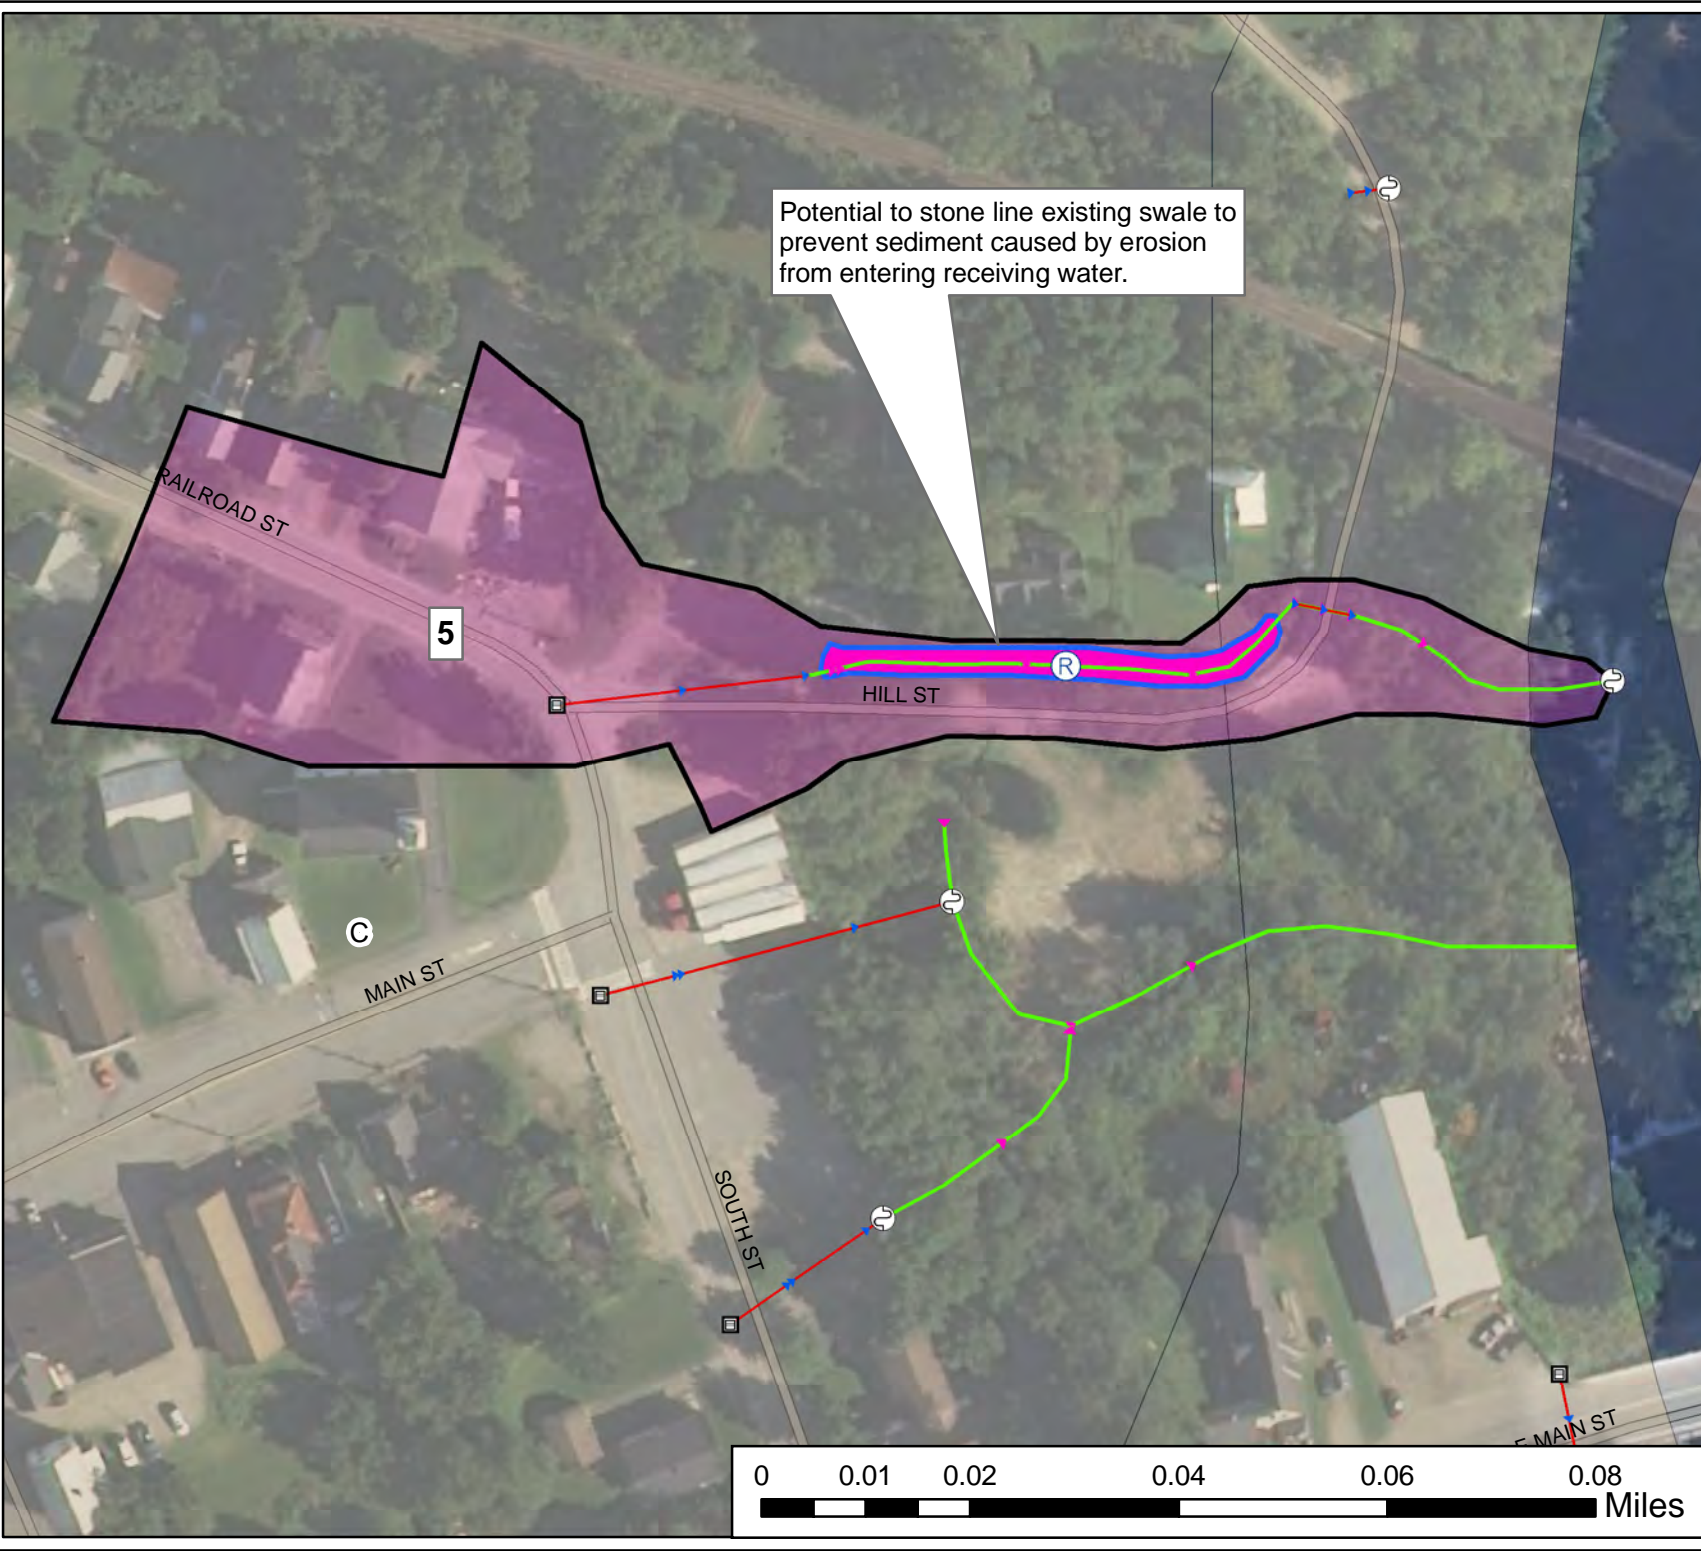 Potential to stone line existing swale to
prevent sediment caused by erosion
from entering receiving water.
RAILROAD ST
5
R
HILL ST
C
MAIN ST
SOUTH ST
E MAIN ST
0 0.01 0.02 0.04 0.06 0.08
Miles